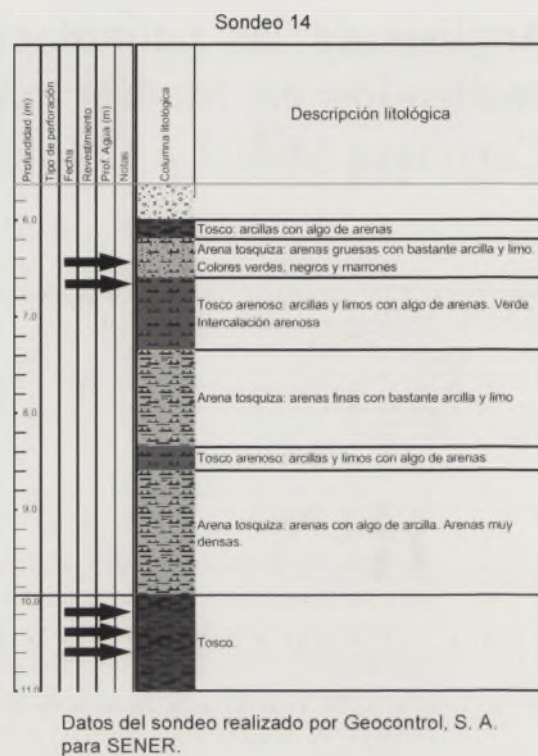 Sondeo 14
Profundidad (m)
Tipo de perforación
Fecha
Revestimiento
Prof. Agua (m)
Notas
Columna litológica
Descripción litológica
6.0
Tosco: arcillas con algo de arenas
Arena tosquiza: arenas gruesas con bastante arcilla y limo.
Colores verdes, negros y marrones
Tosco arenoso: arcillas y limos con algo de arenas. Verde
Intercalación arenosa
7.0
Arena tosquiza: arenas finas con bastante arcilla y limo
8.0
Tosco arenoso: arcillas y limos con algo de arenas
9.0
Arena tosquiza: arenas con algo de arcilla. Arenas muy
densas.
10.0
Tosco.
11.0
Datos del sondeo realizado por Geocontrol, S. A.
para SENER.